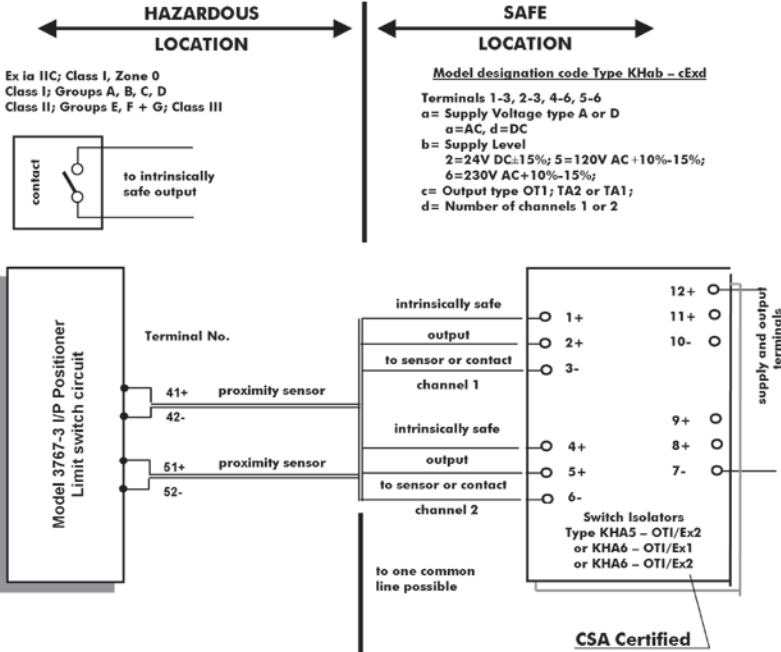 HAZARDOUS
LOCATION
SAFE
LOCATION
Ex ia IIC; Class I, Zone 0
Class I; Groups A, B, C, D
Class II; Groups E, F + G; Class III
contact
to intrinsically
safe output
Model designation code Type KHab – cExd
Terminals 1-3, 2-3, 4-6, 5-6
a= Supply Voltage type A or D
a=AC, d=DC
b= Supply Level
2=24V DC±15%; 5=120V AC +10%-15%;
6=230V AC+10%-15%;
c= Output type OT1; TA2 or TA1;
d= Number of channels 1 or 2
Model 3767-3 I/P Positioner
Limit switch circuit
Terminal No.
41+ proximity sensor
42-
51+ proximity sensor
52-
intrinsically safe
output
to sensor or contact
channel 1
intrinsically safe
output
to sensor or contact
channel 2
1+
2+
3-
4+
5+
6-
12+
11+
10-
9+
8+
7-
supply and output
terminals
Switch Isolators
Type KHA5 – OTI/Ex2
or KHA6 – OTI/Ex1
or KHA6 – OTI/Ex2
to one common
line possible
CSA Certified